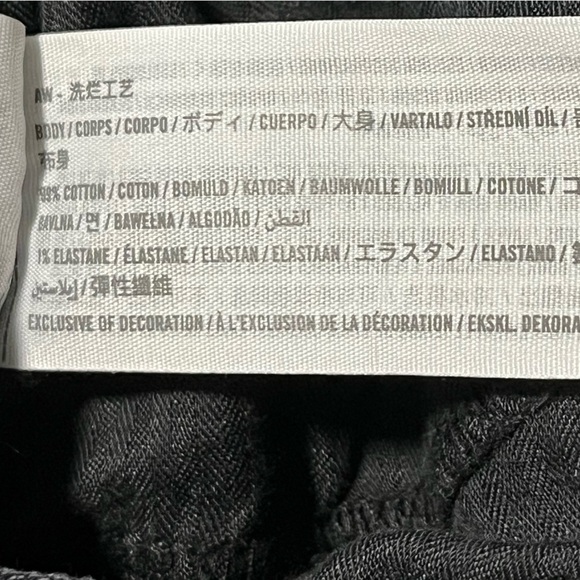 AW - 洗烂工艺
BODY / CORPS / CORPO / ボディ / CUERPO / 大身 / VARTALO / STŘEDNÍ DÍL /
布身
99% COTTON / COTON / BOMULD / KATOEN / BAUMWOLLE / BOMULL / COTONE / コ
BAVLNA / 면 / BAWEŁNA / ALGODÃO / القطن
1% ELASTANE / ÉLASTANE / ELASTAN / ELASTAAN / エラスタン / ELASTANO /
إيلاستين / 彈性纖維
EXCLUSIVE OF DECORATION / À L'EXCLUSION DE LA DÉCORATION / EKSKL. DEKORA